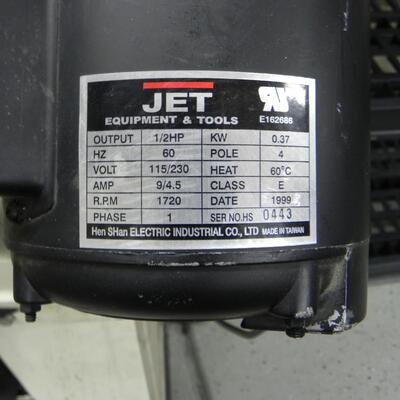 JET
EQUIPMENT & TOOLS
E162686
OUTPUT 1/2HP KW 0.37
HZ 60 POLE 4
VOLT 115/230 HEAT 60°C
AMP 9/4.5 CLASS E
R.P.M 1720 DATE 1999
PHASE 1 SER NO.HS 0443
Hen SHan ELECTRIC INDUSTRIAL CO., LTD MADE IN TAIWAN